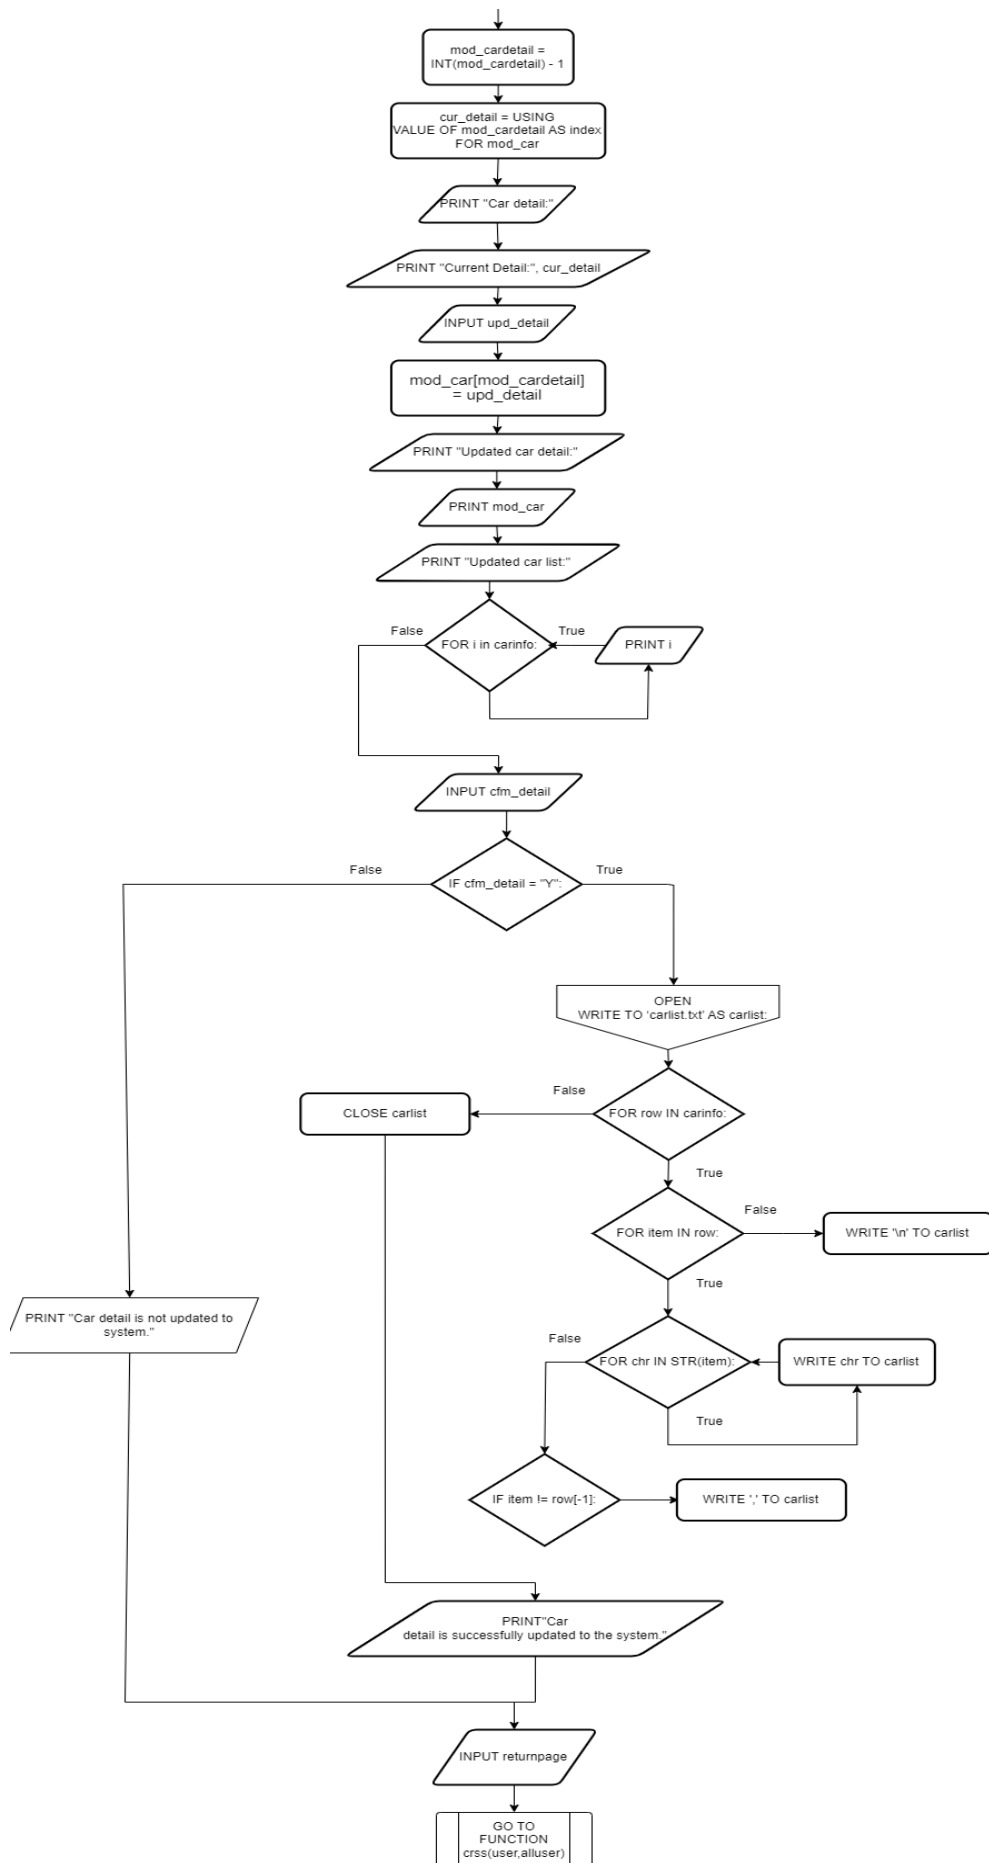 mod_cardetail =
INT(mod_cardetail) - 1
cur_detail = USING
VALUE OF mod_cardetail AS index
FOR mod_car
PRINT "Car detail:"
PRINT "Current Detail:", cur_detail
INPUT upd_detail
mod_car[mod_cardetail]
= upd_detail
PRINT "Updated car detail:"
PRINT mod_car
PRINT "Updated car list:"
False
FOR i in carinfo:
True
PRINT i
INPUT cfm_detail
False
IF cfm_detail = "Y":
True
OPEN
WRITE TO ‘carlist.txt’ AS carlist:
CLOSE carlist
False
FOR row IN carinfo:
True
FOR item IN row:
False
WRITE '\n' TO carlist
True
PRINT "Car detail is not updated to
system."
False
FOR chr IN STR(item):
WRITE chr TO carlist
True
IF item != row[-1]:
WRITE ',' TO carlist
PRINT"Car
detail is successfully updated to the system."
INPUT returnpage
GO TO
FUNCTION
crss(user,alluser)